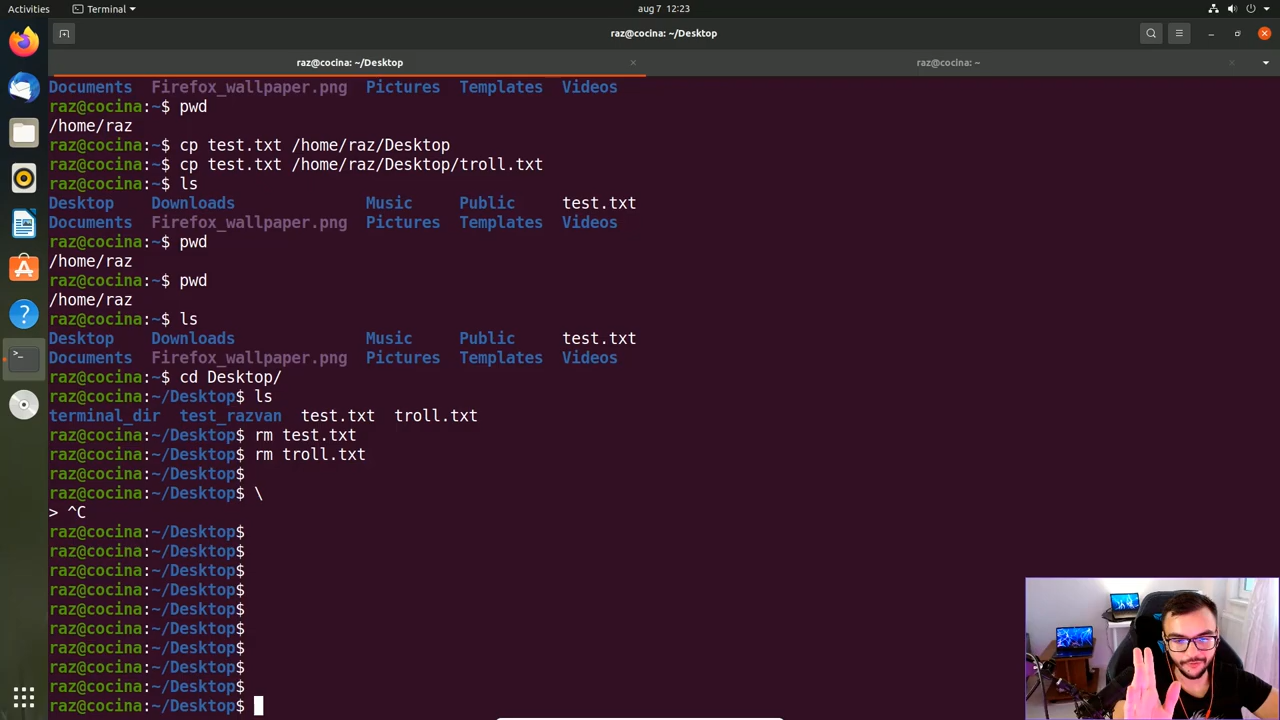 Activities Terminal aug 7 12:23
raz@cocina: ~/Desktop
raz@cocina: ~/Desktop raz@cocina: ~
Documents Firefox_wallpaper.png Pictures Templates Videos
raz@cocina:~$ pwd
/home/raz
raz@cocina:~$ cp test.txt /home/raz/Desktop
raz@cocina:~$ cp test.txt /home/raz/Desktop/troll.txt
raz@cocina:~$ ls
Desktop Downloads Music Public test.txt
Documents Firefox_wallpaper.png Pictures Templates Videos
raz@cocina:~$ pwd
/home/raz
raz@cocina:~$ pwd
/home/raz
raz@cocina:~$ ls
Desktop Downloads Music Public test.txt
Documents Firefox_wallpaper.png Pictures Templates Videos
raz@cocina:~$ cd Desktop/
raz@cocina:~/Desktop$ ls
terminal_dir test_razvan test.txt troll.txt
raz@cocina:~/Desktop$ rm test.txt
raz@cocina:~/Desktop$ rm troll.txt
raz@cocina:~/Desktop$
raz@cocina:~/Desktop$ \
> ^C
raz@cocina:~/Desktop$
raz@cocina:~/Desktop$
raz@cocina:~/Desktop$
raz@cocina:~/Desktop$
raz@cocina:~/Desktop$
raz@cocina:~/Desktop$
raz@cocina:~/Desktop$
raz@cocina:~/Desktop$
raz@cocina:~/Desktop$
raz@cocina:~/Desktop$